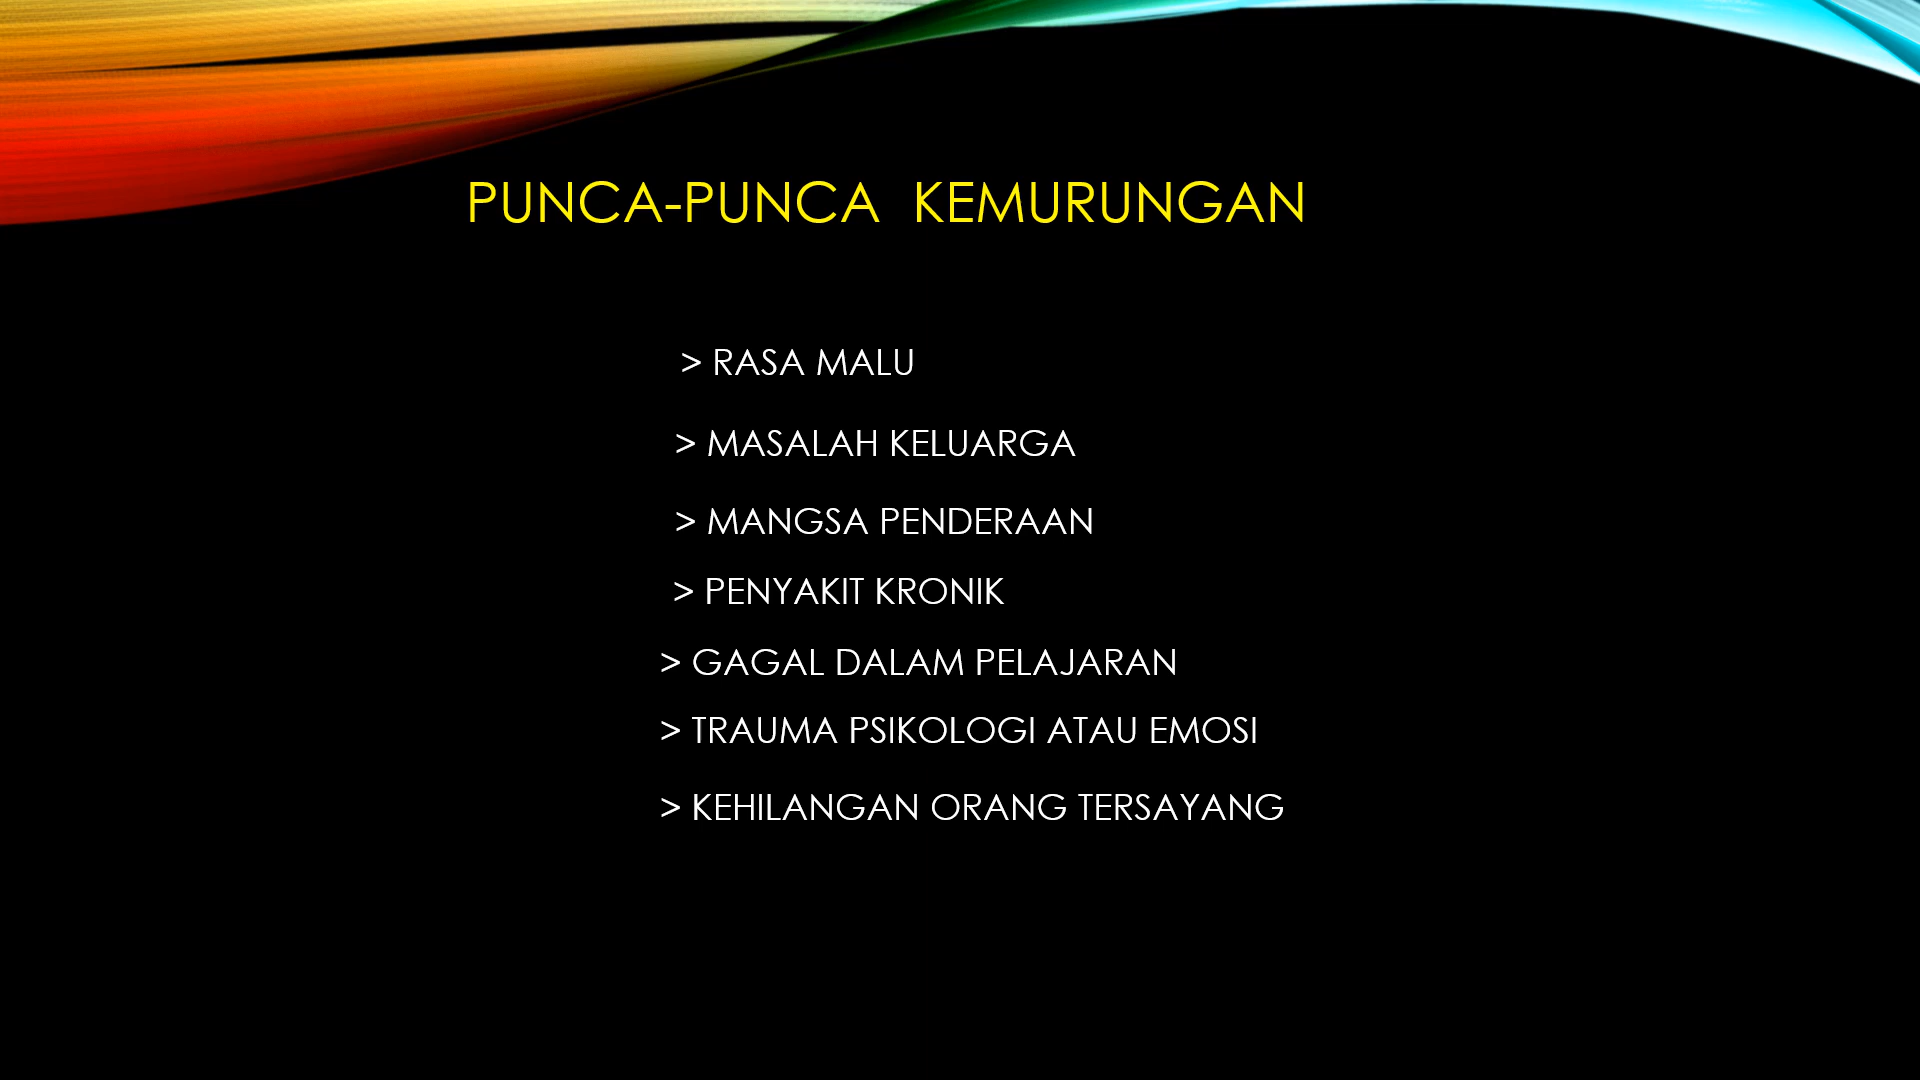 PUNCA-PUNCA KEMURUNGAN
> RASA MALU
> MASALAH KELUARGA
> MANGSA PENDERAAN
> PENYAKIT KRONIK
> GAGAL DALAM PELAJARAN
> TRAUMA PSIKOLOGI ATAU EMOSI
> KEHILANGAN ORANG TERSAYANG